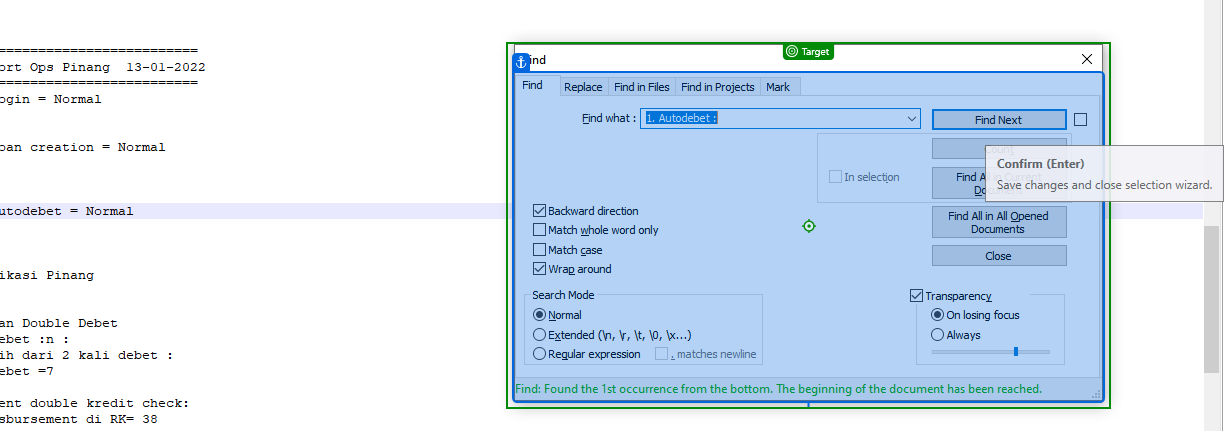 =========================
ort Ops Pinang  13-01-2022
=========================
ogin = Normal
oan creation = Normal
utodebet = Normal
ikasi Pinang
an Double Debet
ebet :n :
ih dari 2 kali debet :
ebet =7
ent double kredit check:
sbursement di RK= 38
Target
ind
Find
Replace
Find in Files
Find in Projects
Mark
Find what :
1. Autodebet :
Find Next
Count
In selection
Find All in Current
Confirm (Enter)
Save changes and close selection wizard.
Backward direction
Match whole word only
Match case
Wrap around
Find All in All Opened
Documents
Close
Search Mode
Normal
Extended (\n, \r, \t, \0, \x...)
Regular expression
. matches newline
Transparency
On losing focus
Always
Find: Found the 1st occurrence from the bottom. The beginning of the document has been reached.